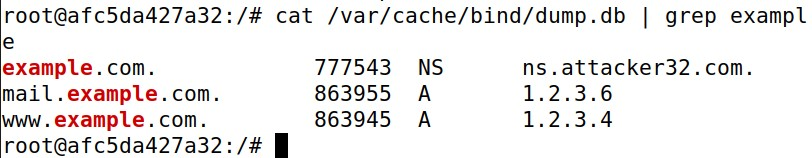 root@afc5da427a32:/# cat /var/cache/bind/dump.db | grep exampl
e
example.com. 777543 NS ns.attacker32.com.
mail.example.com. 863955 A 1.2.3.6
www.example.com. 863945 A 1.2.3.4
root@afc5da427a32:/#